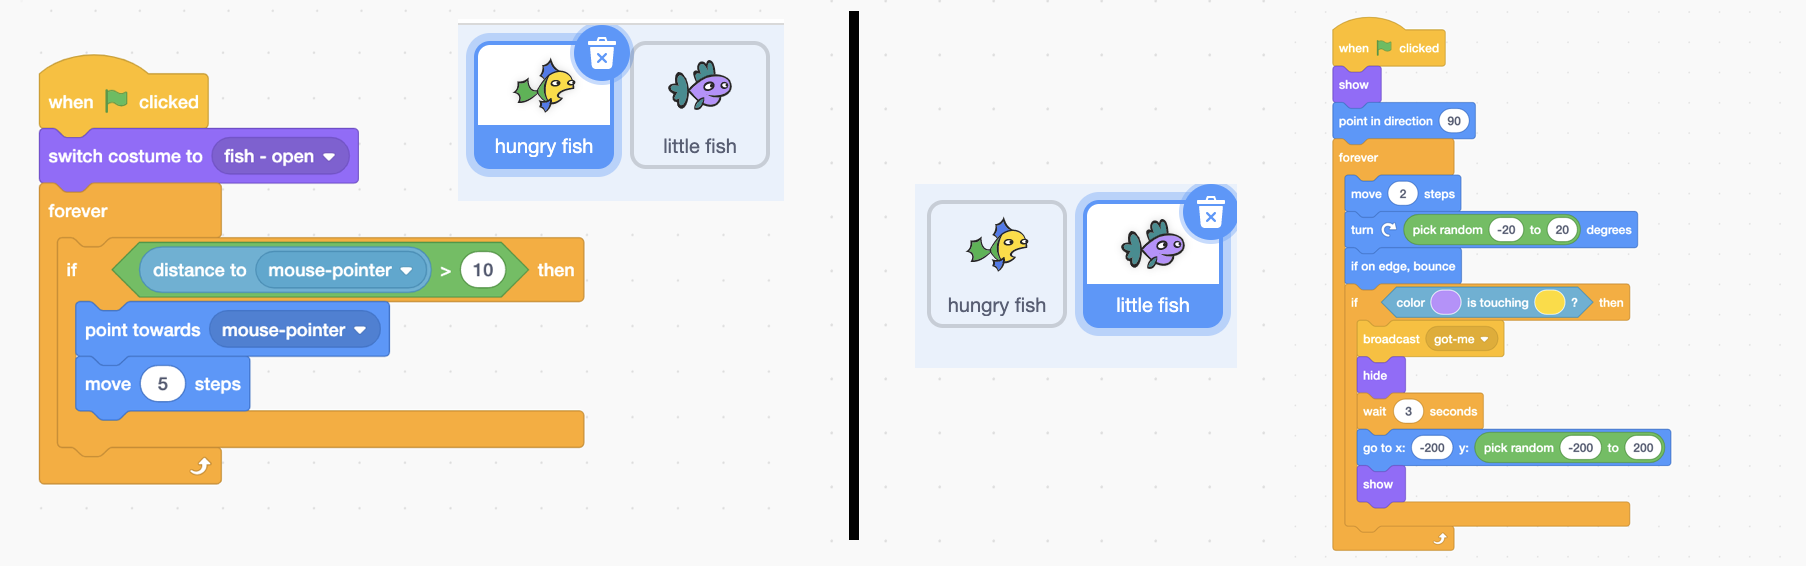 when clicked
switch costume to fish - open
forever
if distance to mouse-pointer > 10 then
point towards mouse-pointer
move 5 steps
hungry fish
little fish
hungry fish
little fish
when clicked
show
point in direction 90
forever
move 2 steps
turn pick random -20 to 20 degrees
if on edge, bounce
if color is touching ? then
broadcast got-me
hide
wait 3 seconds
go to x: -200 y: pick random -200 to 200
show